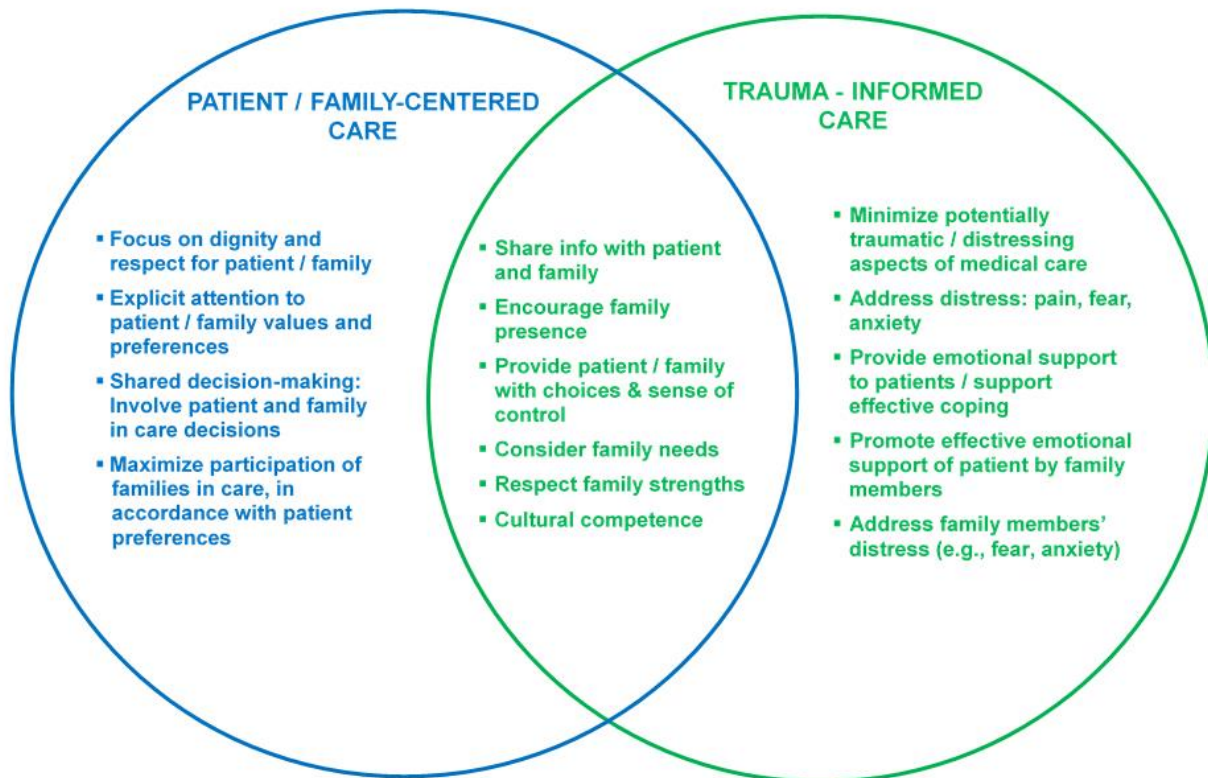 PATIENT / FAMILY-CENTERED
CARE
▪ Focus on dignity and
respect for patient / family
▪ Explicit attention to
patient / family values and
preferences
▪ Shared decision-making:
Involve patient and family
in care decisions
▪ Maximize participation of
families in care, in
accordance with patient
preferences
▪ Share info with patient
and family
▪ Encourage family
presence
▪ Provide patient / family
with choices & sense of
control
▪ Consider family needs
▪ Respect family strengths
▪ Cultural competence
TRAUMA - INFORMED
CARE
▪ Minimize potentially
traumatic / distressing
aspects of medical care
▪ Address distress: pain, fear,
anxiety
▪ Provide emotional support
to patients / support
effective coping
▪ Promote effective emotional
support of patient by family
members
▪ Address family members’
distress (e.g., fear, anxiety)